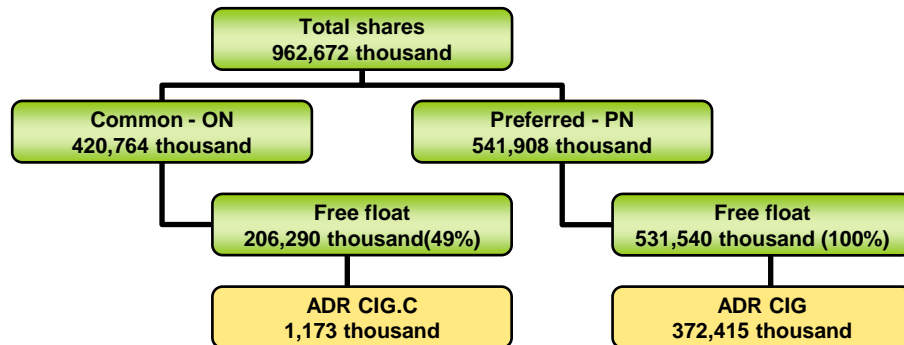 Total shares
962,672 thousand
Common - ON
420,764 thousand
Preferred - PN
541,908 thousand
Free float
206,290 thousand(49%)
Free float
531,540 thousand (100%)
ADR CIG.C
1,173 thousand
ADR CIG
372,415 thousand